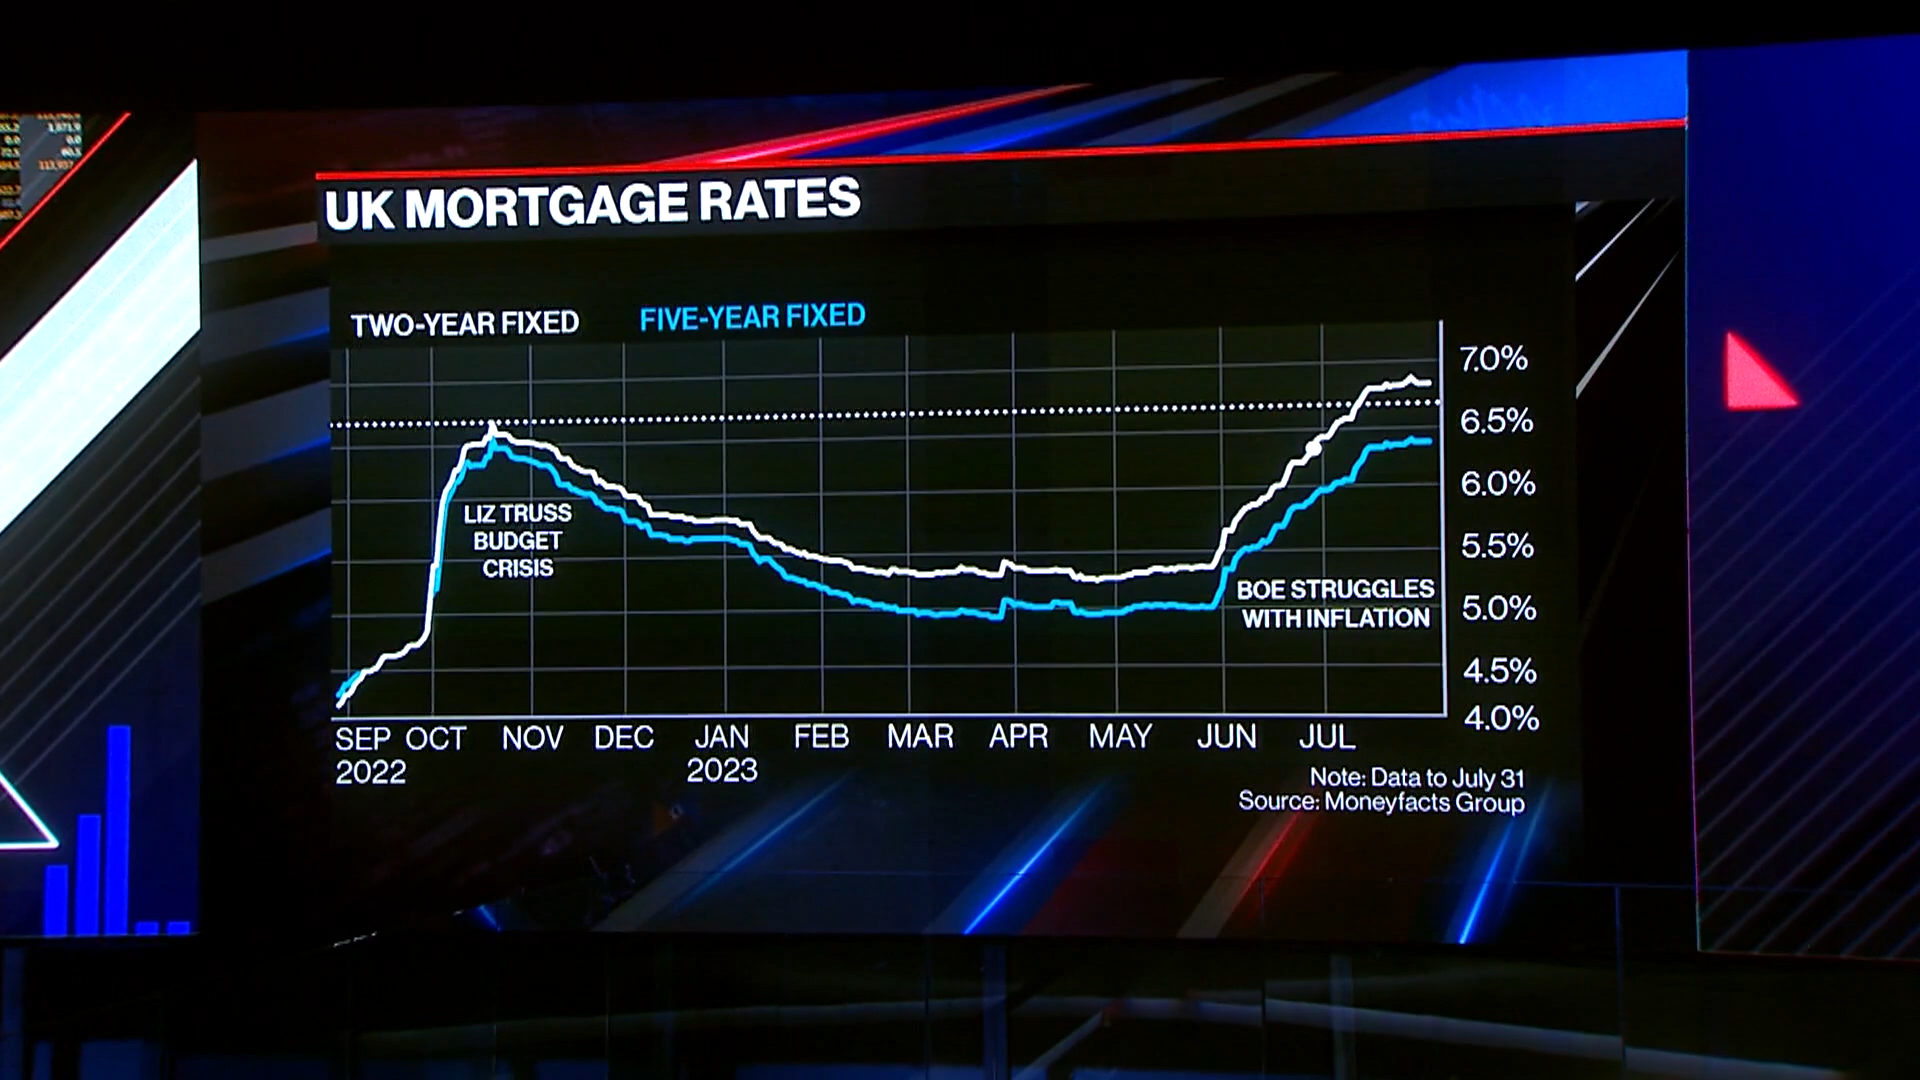 UK MORTGAGE RATES
TWO-YEAR FIXED
FIVE-YEAR FIXED
7.0%
6.5%
6.0%
5.5%
5.0%
4.5%
4.0%
LIZ TRUSS
BUDGET
CRISIS
BOE STRUGGLES
WITH INFLATION
SEP OCT NOV DEC JAN FEB MAR APR MAY JUN JUL
2022 2023
Note: Data to July 31
Source: Moneyfacts Group